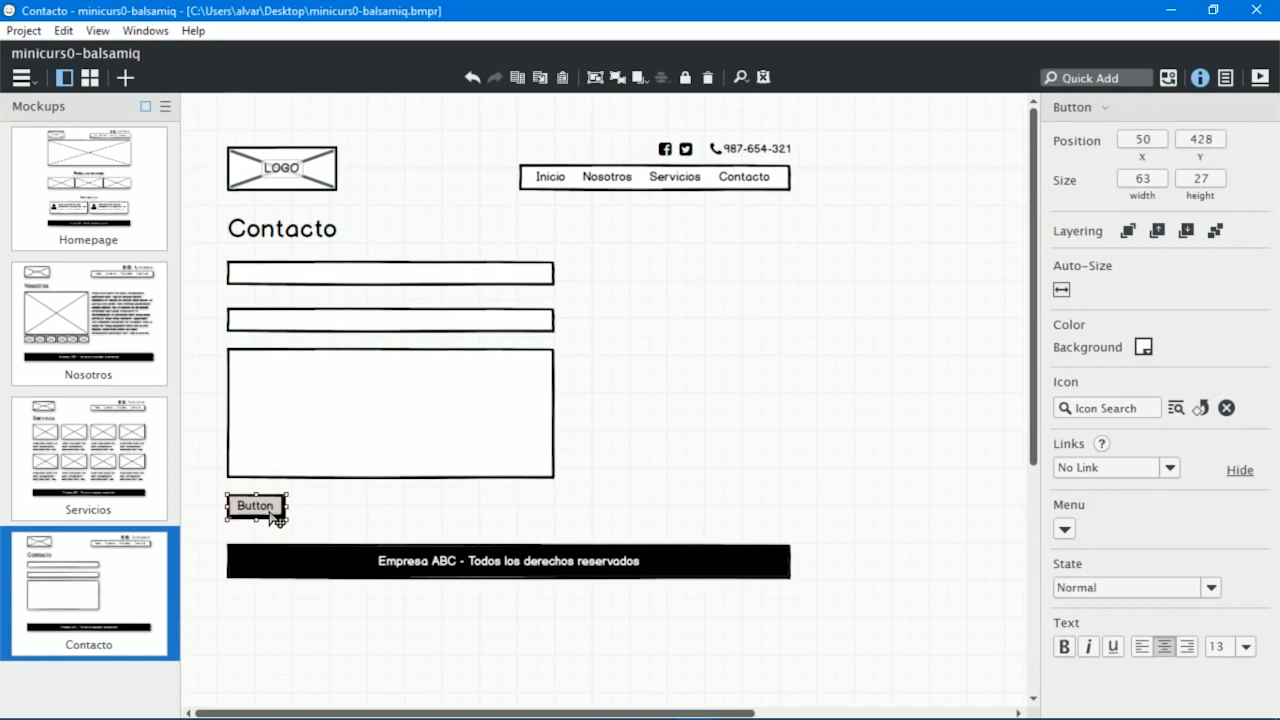 Contacto - minicurs0-balsamiq - [C:\Users\alvar\Desktop\minicurs0-balsamiq.bmpr]
Project Edit View Windows Help
minicurs0-balsamiq
Quick Add
Mockups
Homepage
Nosotros
Servicios
Contacto
LOGO
987-654-321
Inicio Nosotros Servicios Contacto
Contacto
Button
Empresa ABC - Todos los derechos reservados
Button
Position 50 428
X Y
Size 63 27
width height
Layering
Auto-Size
Color
Background
Icon
Icon Search
Links ?
No Link Hide
Menu
State
Normal
Text
B i U 13